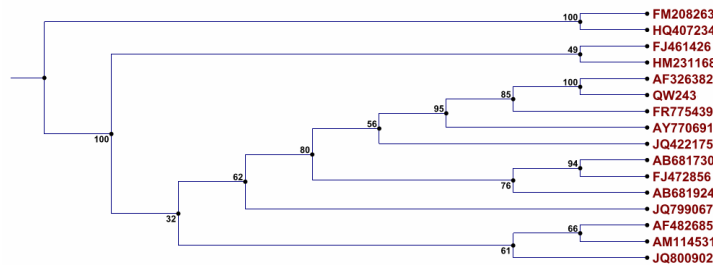 100 FM208263
HQ407234
49 FJ461426
HM231168
100 AF326382
85 QW243
95 FR775439
56 AY770691
100
80 JQ422175
94 AB681730
62 FJ472856
76 AB681924
32 JQ799067
66 AF482685
AM114531
61 JQ800902